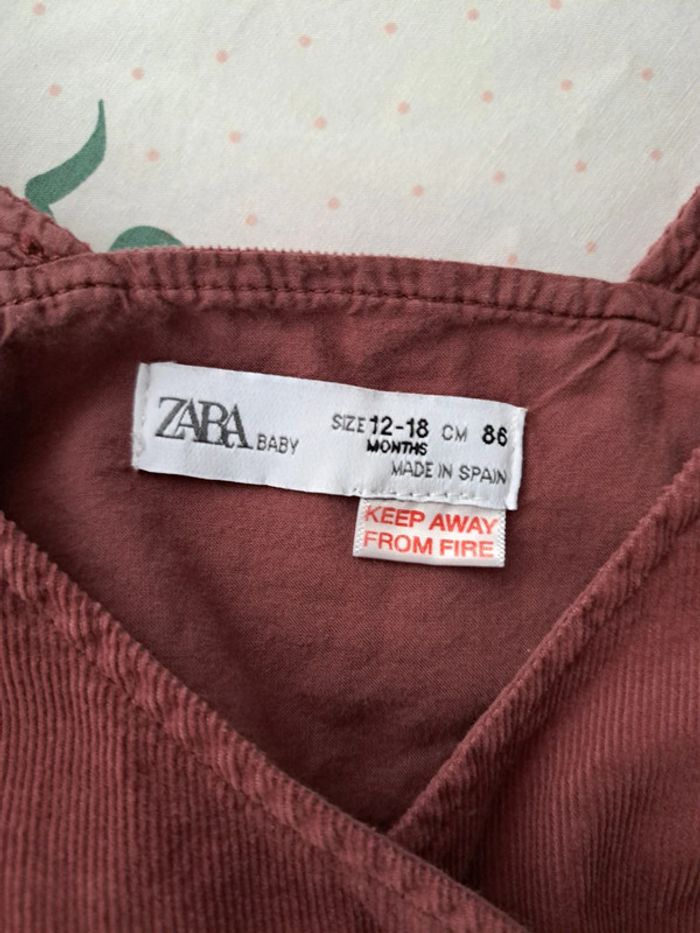 ZARA BABY
SIZE 12-18 CM 86
MONTHS
MADE IN SPAIN
KEEP AWAY
FROM FIRE